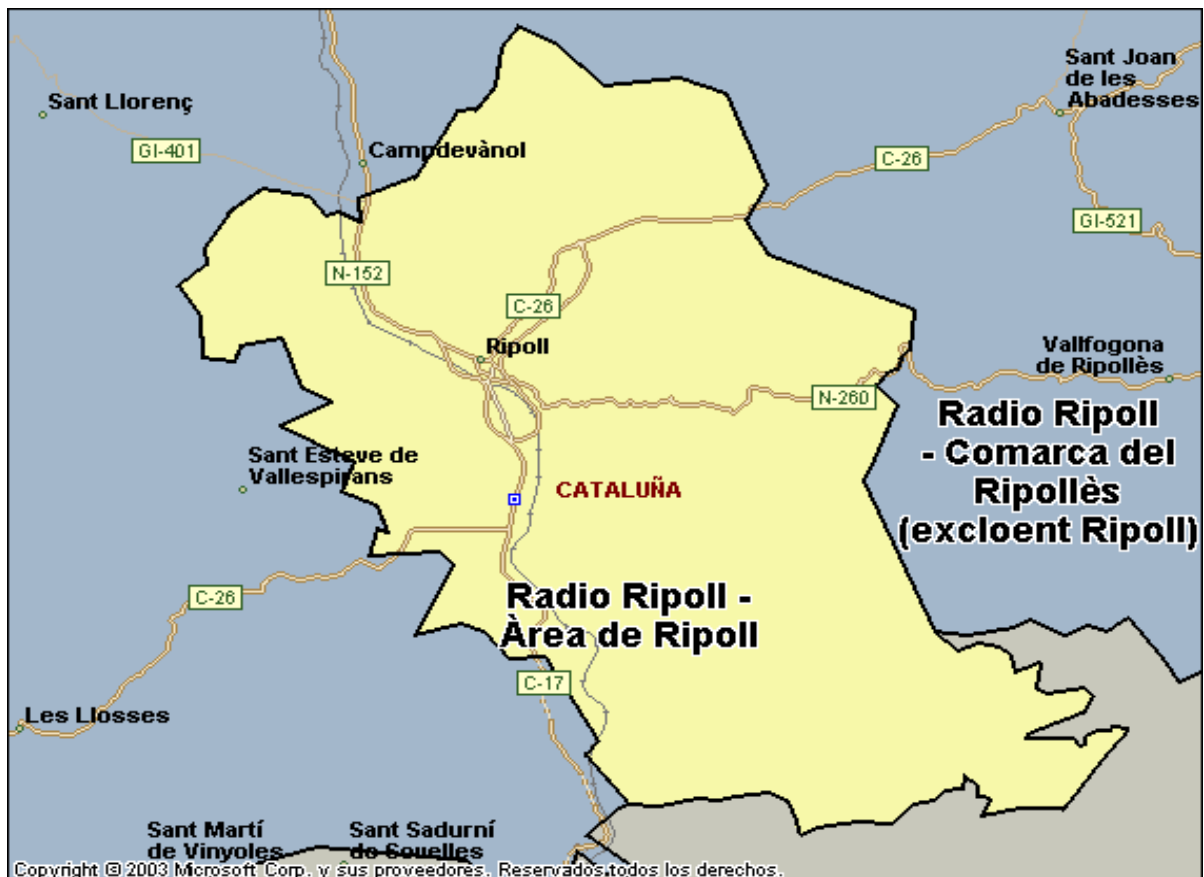 Sant Joan
de les
Abadesses
Sant Llorenç
GI-401
Campdevànol
C-26
GI-521
N-152
C-26
Ripoll
Vallfogona
de Ripollès
N-260
Radio Ripoll
- Comarca del
Ripollès
(excloent Ripoll)
Sant Esteve de
Vallespirans
CATALUÑA
C-26
Radio Ripoll -
Àrea de Ripoll
C-17
Les Llosses
Sant Martí
de Vinyoles
Sant Sadurní
de Souelles
Copyright © 2003 Microsoft Corp. y sus proveedores. Reservados todos los derechos.